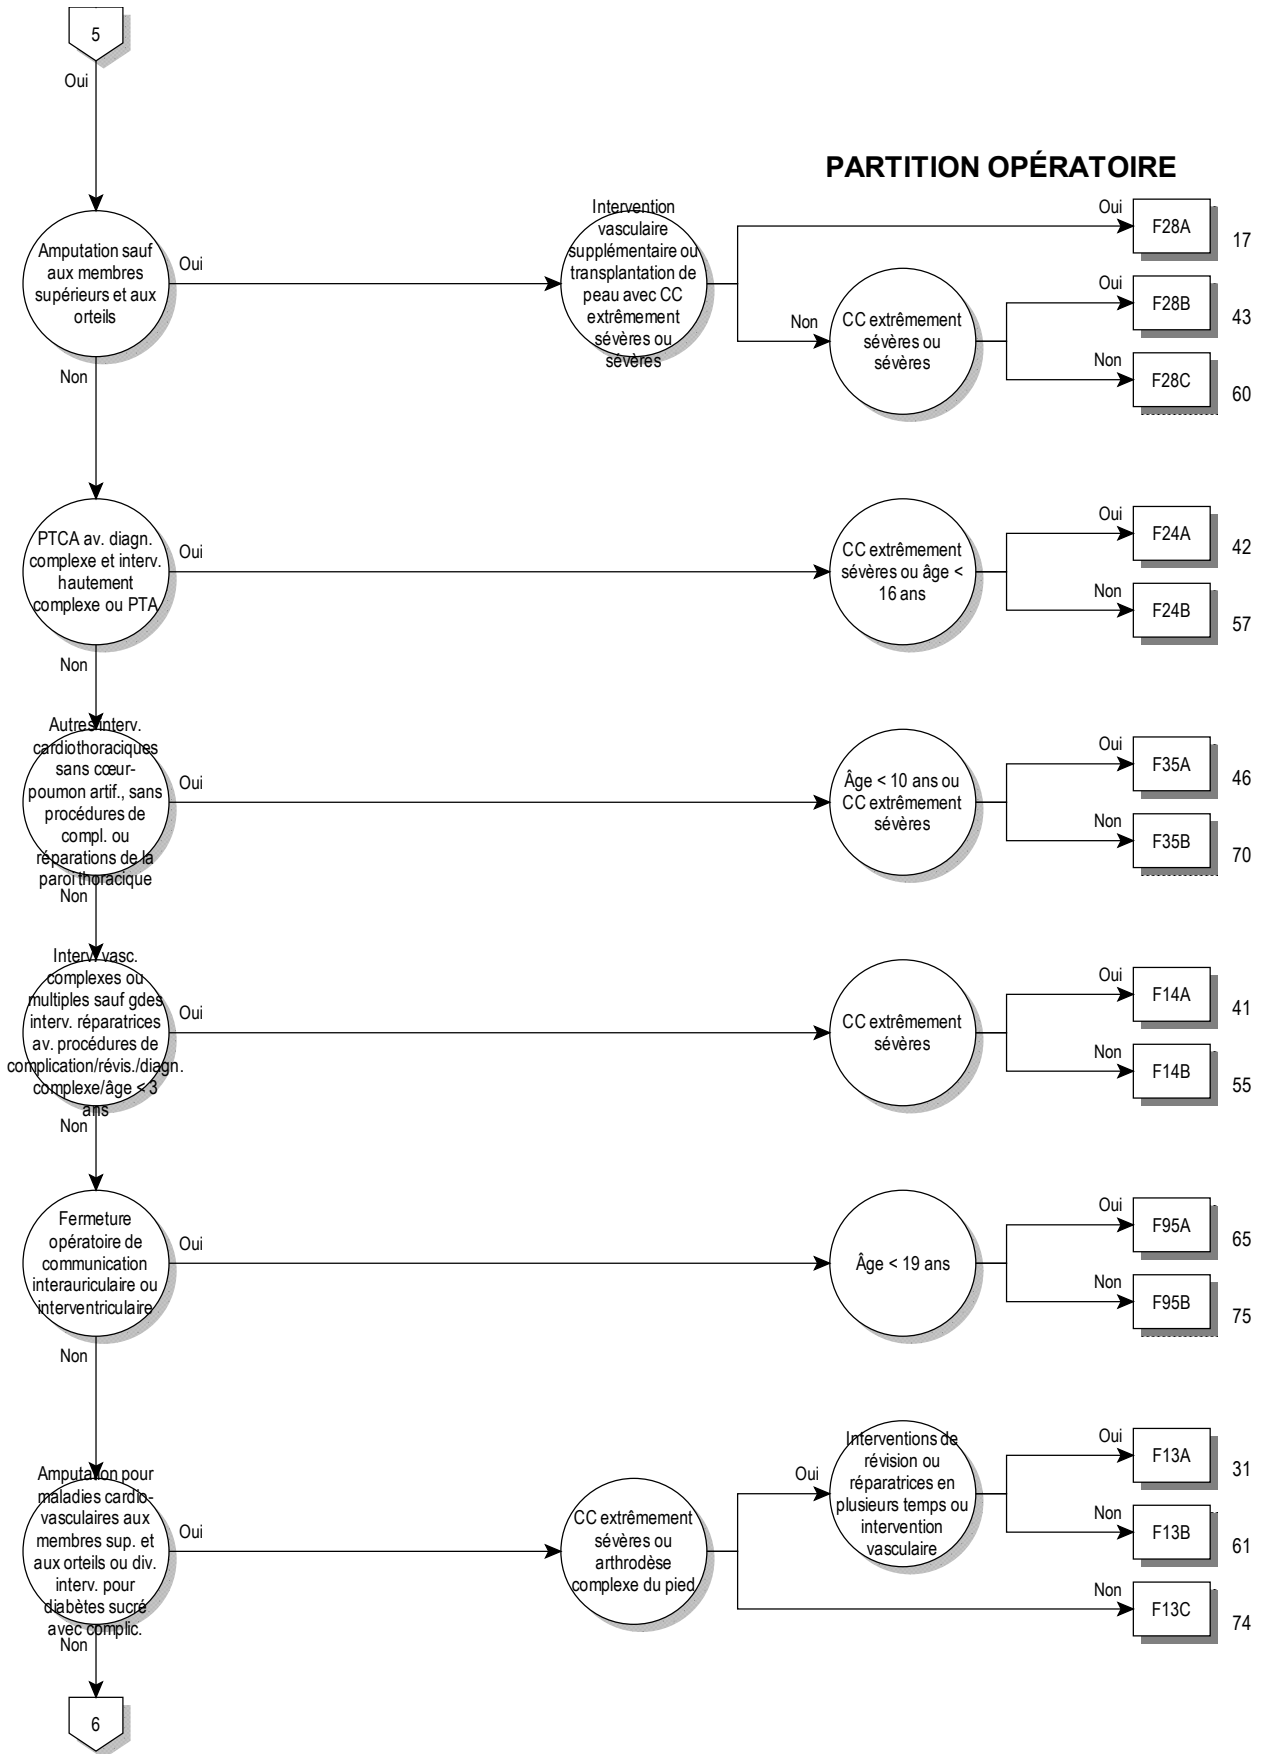 5
Oui
PARTITION OPÉRATOIRE
Amputation sauf
aux membres
supérieurs et aux
orteils
Oui
Non
Intervention
vasculaire
supplémentaire ou
transplantation de
peau avec CC
extrêmement
sévères ou
sévères
Oui
F28A
17
Non
CC extrêmement
sévères ou
sévères
Oui
F28B
43
Non
F28C
60
PTCA av. diagn.
complexe et interv.
hautement
complexe ou PTA
Oui
Non
CC extrêmement
sévères ou âge <
16 ans
Oui
F24A
42
Non
F24B
57
Autres interv.
cardiothoraciques
sans cœur-
poumon artif., sans
procédures de
compl. ou
réparations de la
paroi thoracique
Oui
Non
Âge < 10 ans ou
CC extrêmement
sévères
Oui
F35A
46
Non
F35B
70
Interv. vasc.
complexes ou
multiples sauf gdes
interv. réparatrices
av. procédures de
complication/révis./diagn.
complexe/âge < 3
ans
Oui
Non
CC extrêmement
sévères
Oui
F14A
41
Non
F14B
55
Fermeture
opératoire de
communication
interauriculaire ou
interventriculaire
Oui
Non
Âge < 19 ans
Oui
F95A
65
Non
F95B
75
Amputation pour
maladies cardio-
vasculaires aux
membres sup. et
aux orteils ou div.
interv. pour
diabètes sucré
avec complic.
Oui
Non
CC extrêmement
sévères ou
arthrodèse
complexe du pied
Oui
Interventions de
révision ou
réparatrices en
plusieurs temps ou
intervention
vasculaire
Oui
F13A
31
Non
F13B
61
Non
F13C
74
6